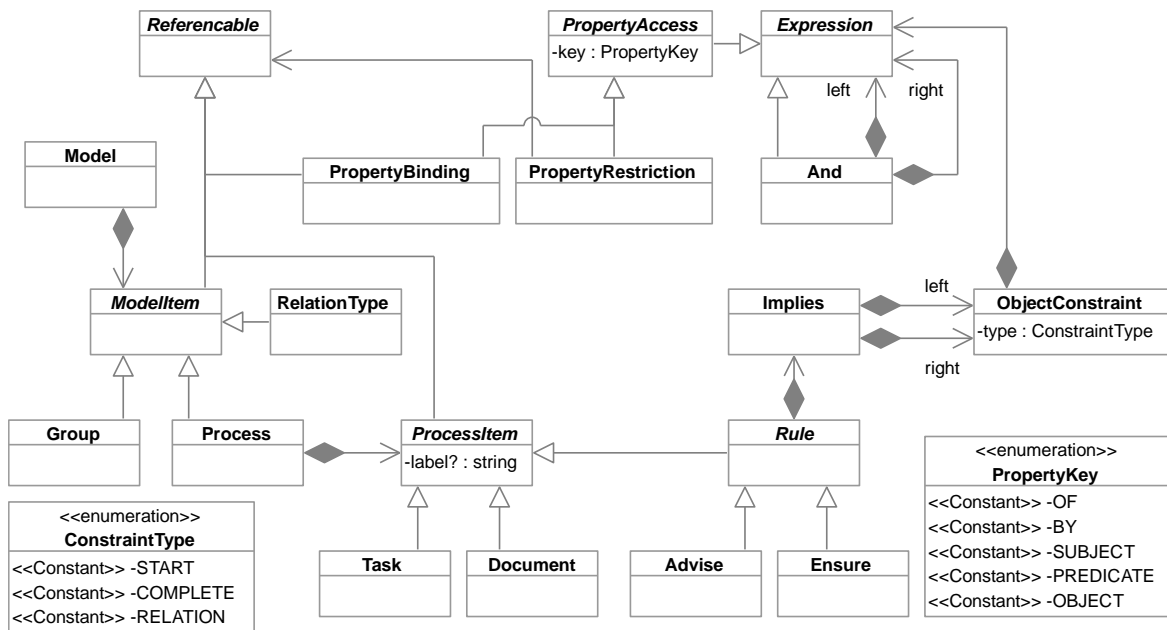 Referencable
PropertyAccess
-key : PropertyKey
Expression
left
right
Model
PropertyBinding
PropertyRestriction
And
ModelItem
RelationType
Implies
left
right
ObjectConstraint
-type : ConstraintType
Group
Process
ProcessItem
-label? : string
Rule
<<enumeration>>
PropertyKey
<<Constant>> -OF
<<Constant>> -BY
<<Constant>> -SUBJECT
<<Constant>> -PREDICATE
<<Constant>> -OBJECT
<<enumeration>>
ConstraintType
<<Constant>> -START
<<Constant>> -COMPLETE
<<Constant>> -RELATION
Task
Document
Advise
Ensure